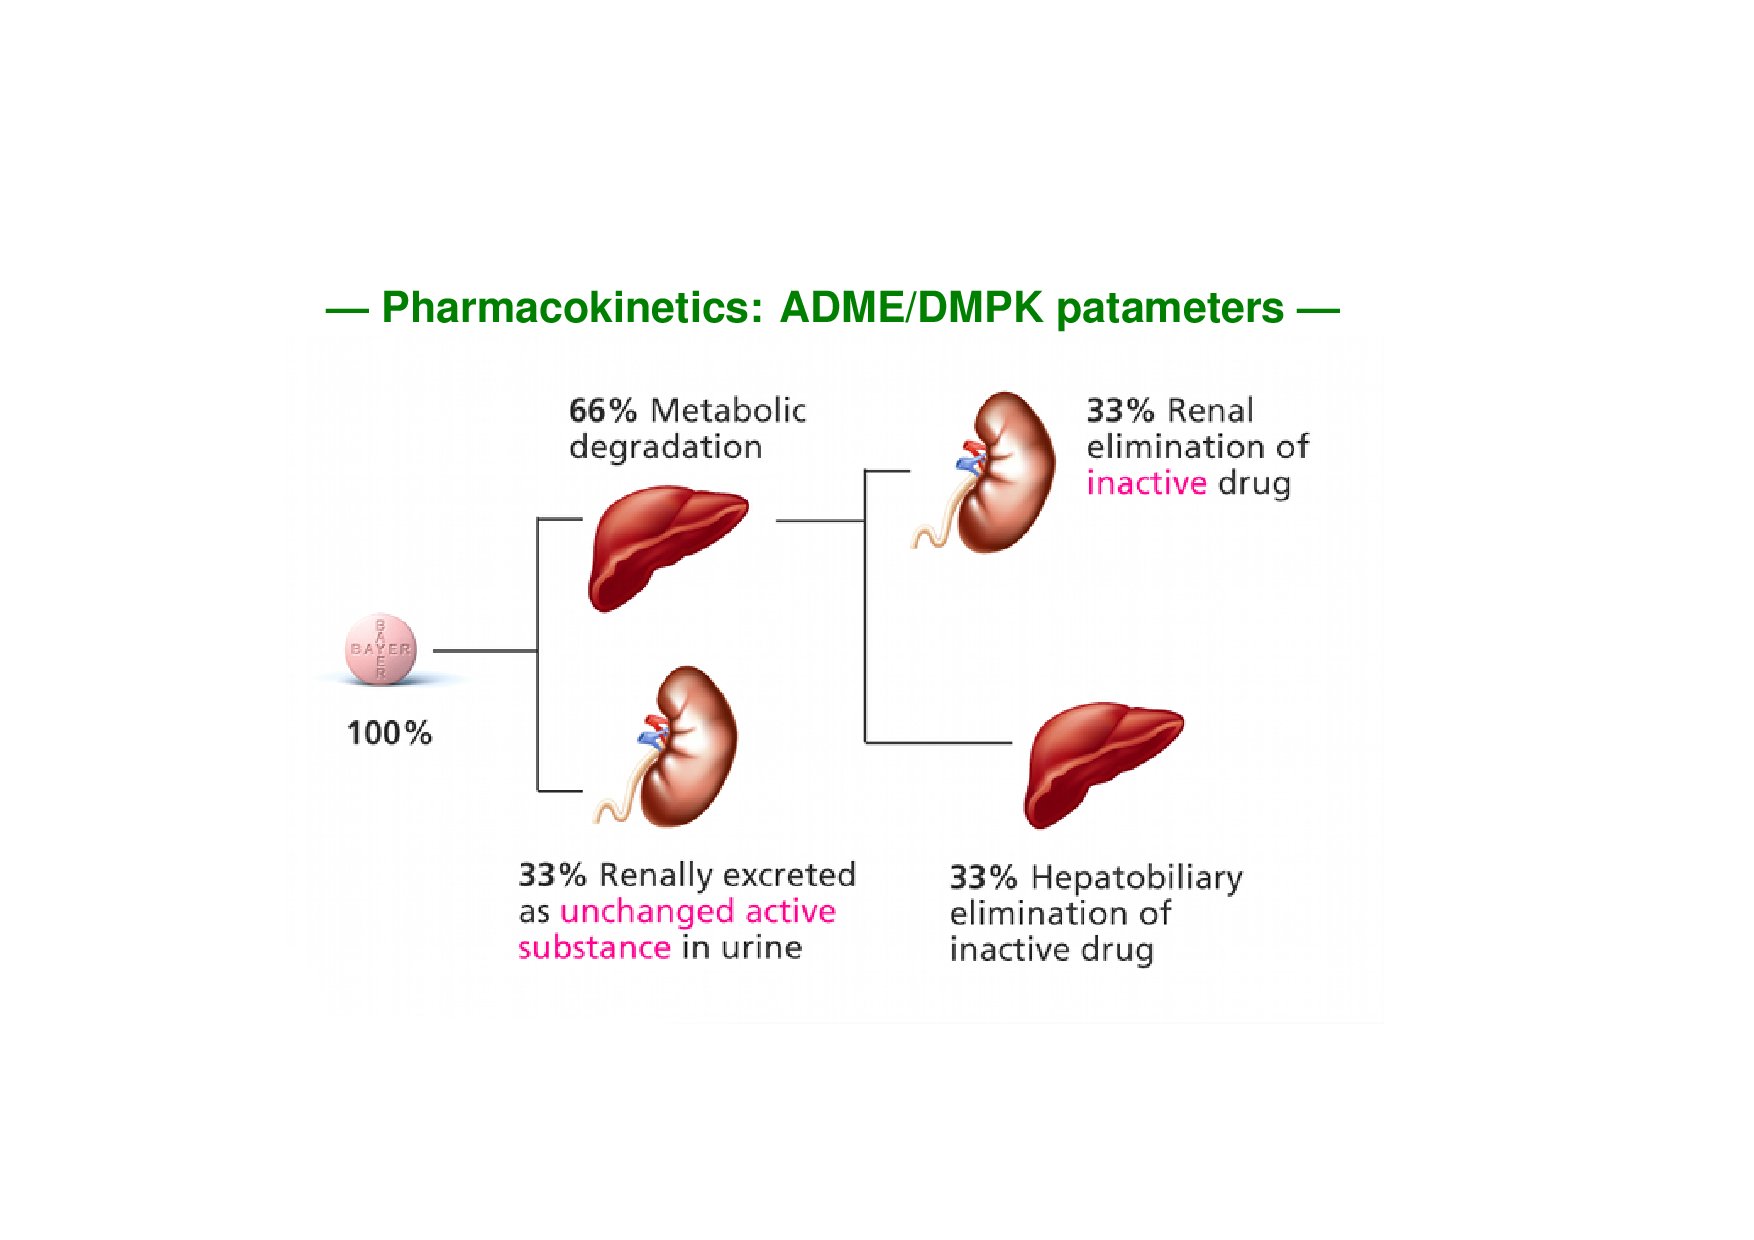 — Pharmacokinetics: ADME/DMPK patameters —
66% Metabolic
degradation
33% Renal
elimination of
inactive drug
BAYER
BAYER
100%
33% Renally excreted
as unchanged active
substance in urine
33% Hepatobiliary
elimination of
inactive drug